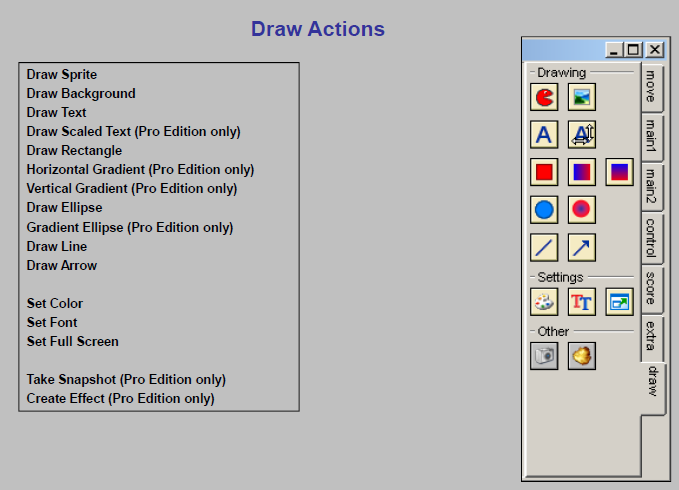 Draw Actions
Draw Sprite
Draw Background
Draw Text
Draw Scaled Text (Pro Edition only)
Draw Rectangle
Horizontal Gradient (Pro Edition only)
Vertical Gradient (Pro Edition only)
Draw Ellipse
Gradient Ellipse (Pro Edition only)
Draw Line
Draw Arrow
Set Color
Set Font
Set Full Screen
Take Snapshot (Pro Edition only)
Create Effect (Pro Edition only)
Drawing
A
A
Settings
TT
Other
move
main1
main2
control
score
extra
draw